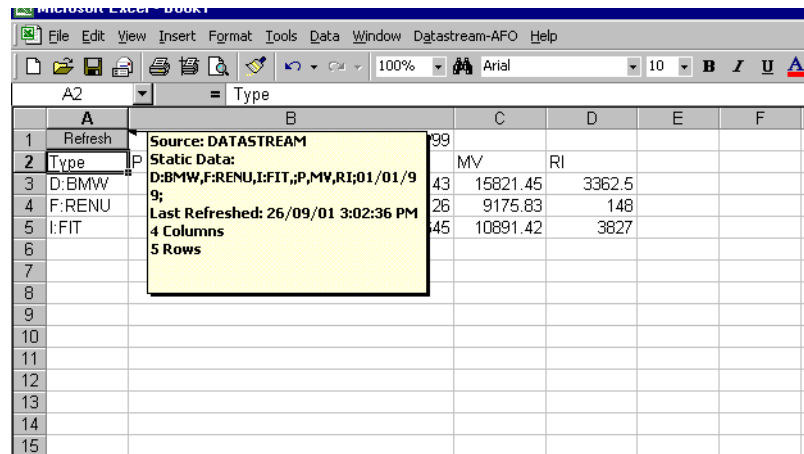 Microsoft Excel - Book1
File Edit View Insert Format Tools Data Window Datastream-AFO Help
100% Arial 10 B I U A
A2 = Type
A B C D E F
1 Refresh 99
2 Type P MV RI
3 D:BMW 43 15821.45 3362.5
4 F:RENU 26 9175.83 148
5 I:FIT 45 10891.42 3827
6
7
8
9
10
11
12
13
14
15
Source: DATASTREAM
Static Data:
D:BMW,F:RENU,I:FIT,;P,MV,RI;01/01/9
9;
Last Refreshed: 26/09/01 3:02:36 PM
4 Columns
5 Rows